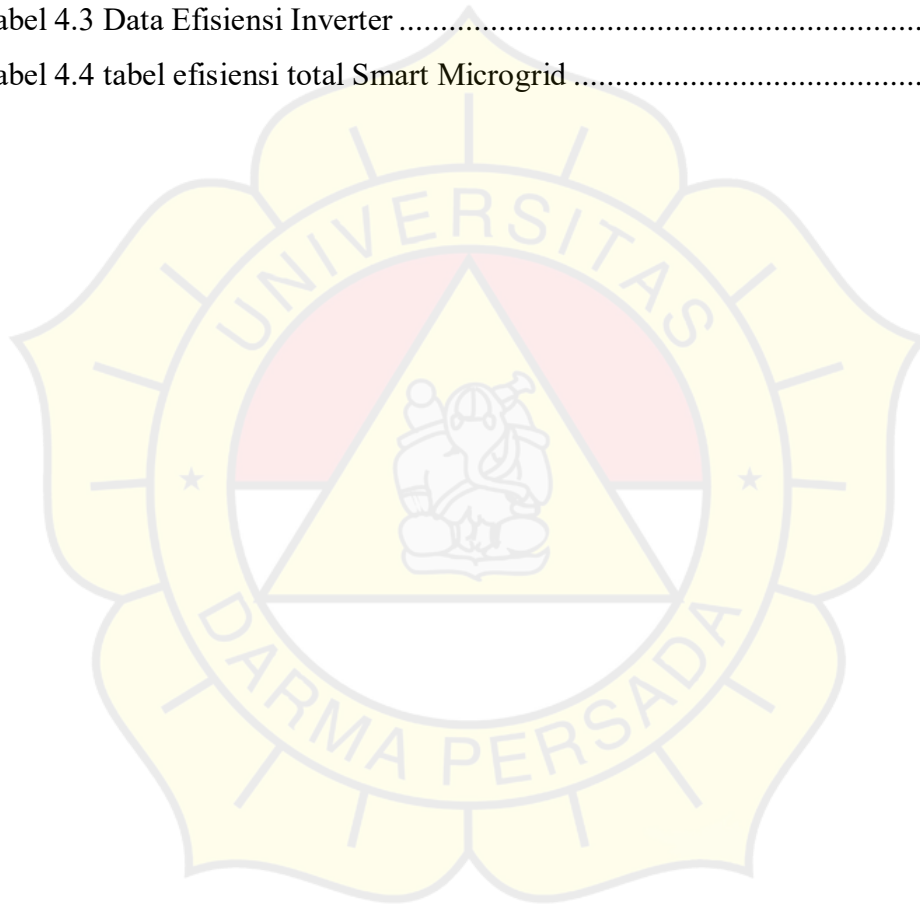 abel 4.3 Data Efisiensi Inverter ................................................................
abel 4.4 tabel efisiensi total Smart Microgrid ..........................................
UNIVERSITAS
DARMA PERSADA